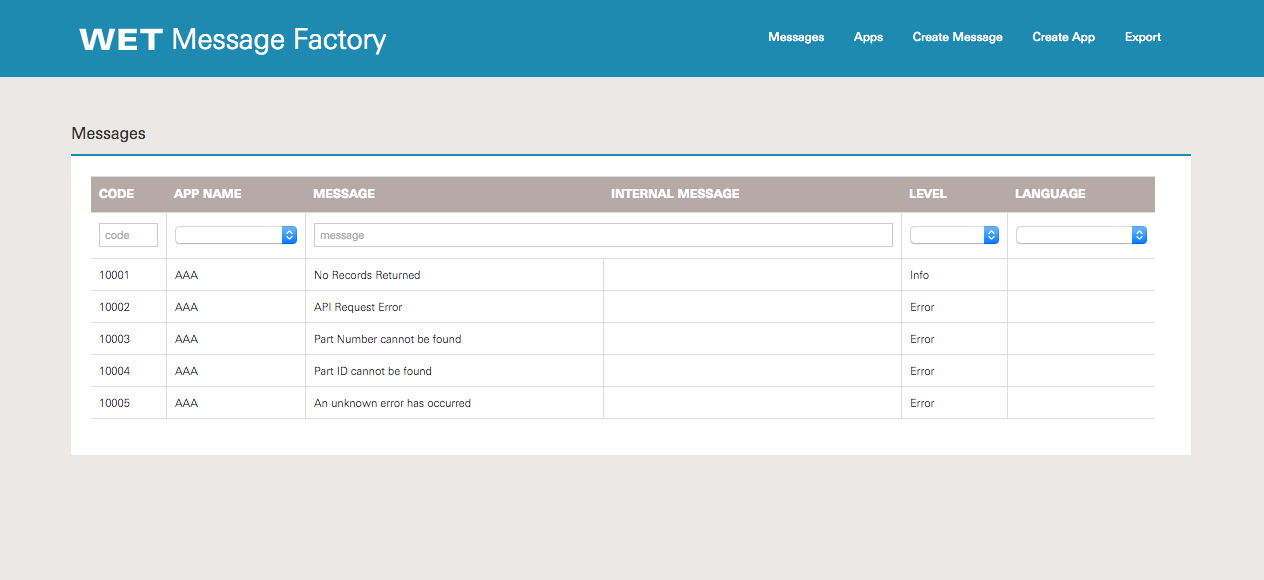 WET Message Factory
Messages Apps Create Message Create App Export
Messages
CODE APP NAME MESSAGE INTERNAL MESSAGE LEVEL LANGUAGE
code message
10001 AAA No Records Returned Info
10002 AAA API Request Error Error
10003 AAA Part Number cannot be found Error
10004 AAA Part ID cannot be found Error
10005 AAA An unknown error has occurred Error